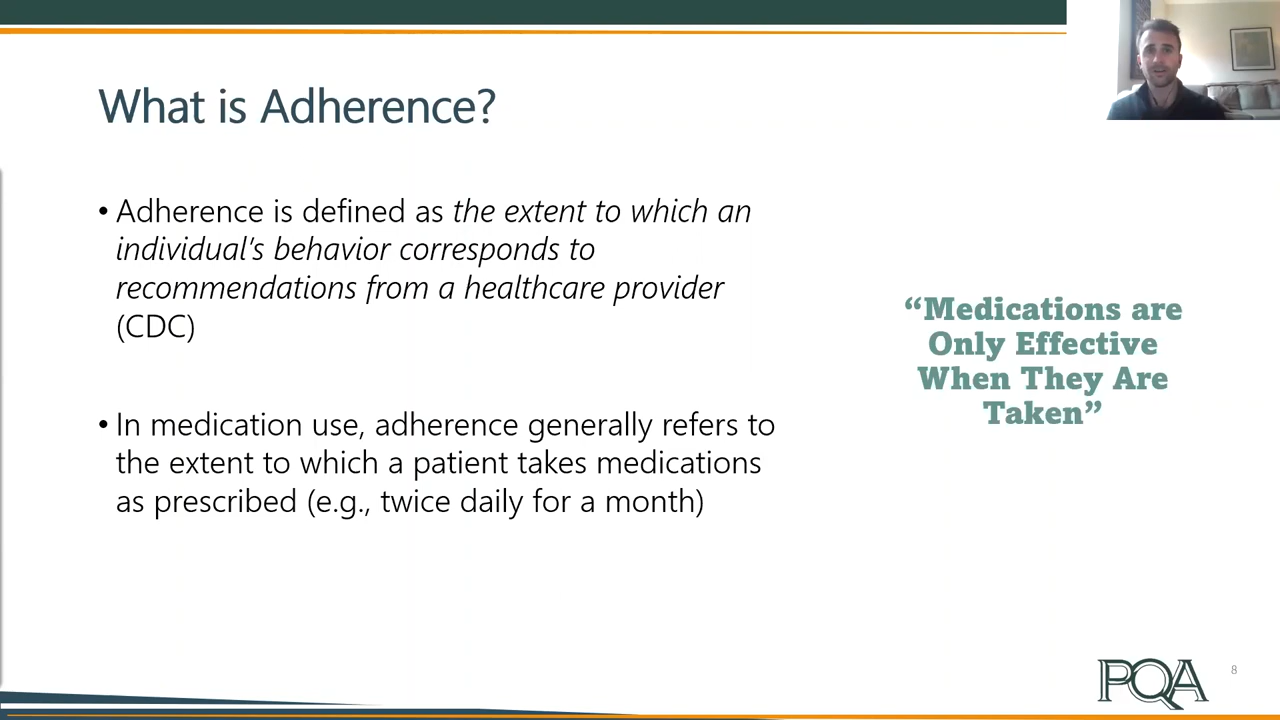 What is Adherence?
• Adherence is defined as the extent to which an
individual's behavior corresponds to
recommendations from a healthcare provider
(CDC)
• In medication use, adherence generally refers to
the extent to which a patient takes medications
as prescribed (e.g., twice daily for a month)
“Medications are
Only Effective
When They Are
Taken”
PQA
8